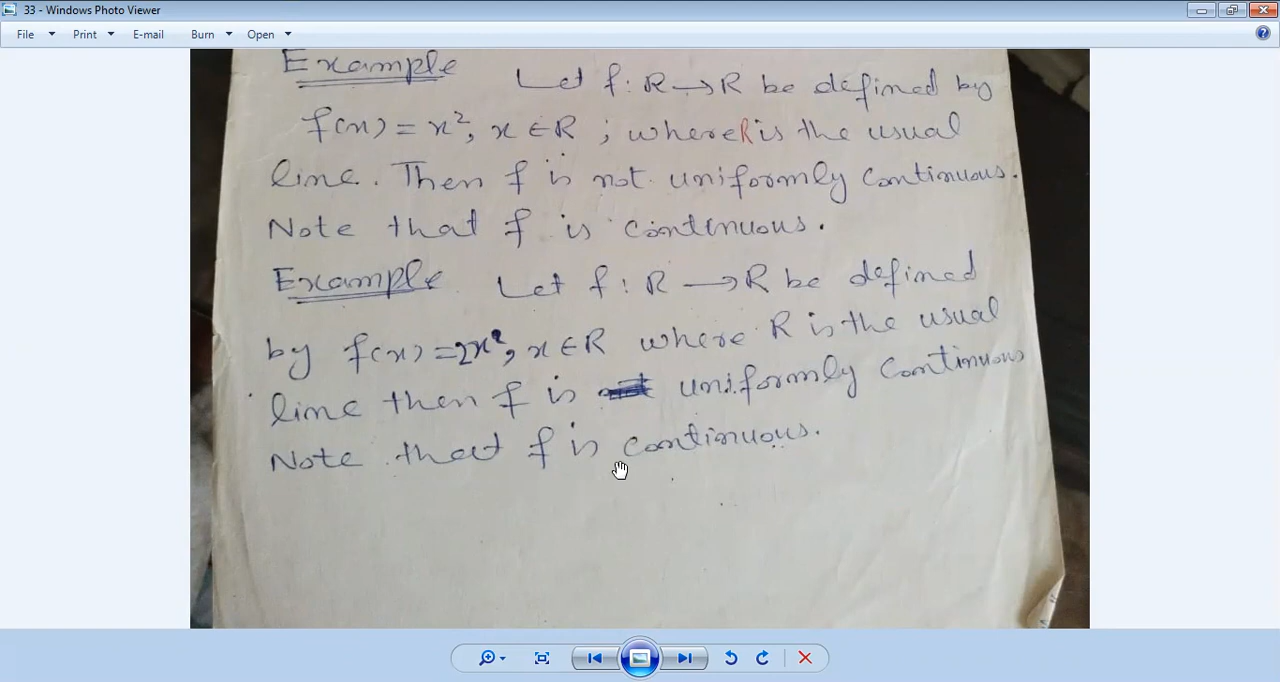 33 - Windows Photo Viewer
File Print E-mail Burn Open
Example Let f: R → R be defined by
f(x) = x², x ∈ R ; where R is the usual
line. Then f is not uniformly continuous.
Note that f is continuous.
Example Let f : R → R be defined
by f(x) = 2x², x ∈ R where R is the usual
line then f is uniformly continuous
Note that f is continuous.